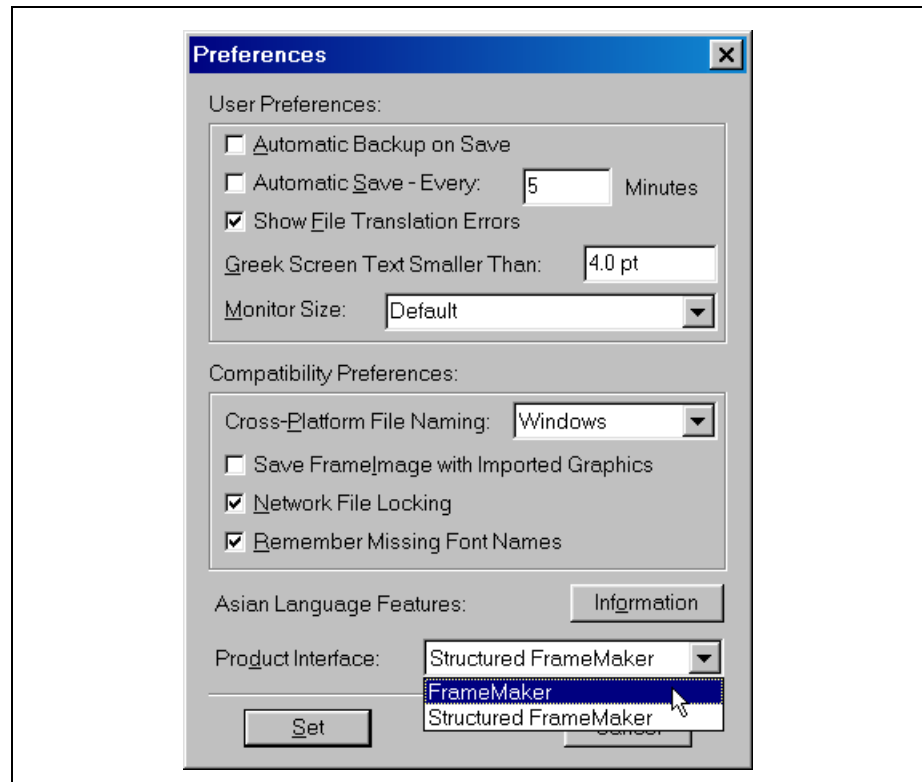 Preferences
User Preferences:
Automatic Backup on Save
Automatic Save - Every: 5 Minutes
Show File Translation Errors
Greek Screen Text Smaller Than: 4.0 pt
Monitor Size: Default
Compatibility Preferences:
Cross-Platform File Naming: Windows
Save FrameImage with Imported Graphics
Network File Locking
Remember Missing Font Names
Asian Language Features: Information
Product Interface: Structured FrameMaker
FrameMaker
Structured FrameMaker
Set